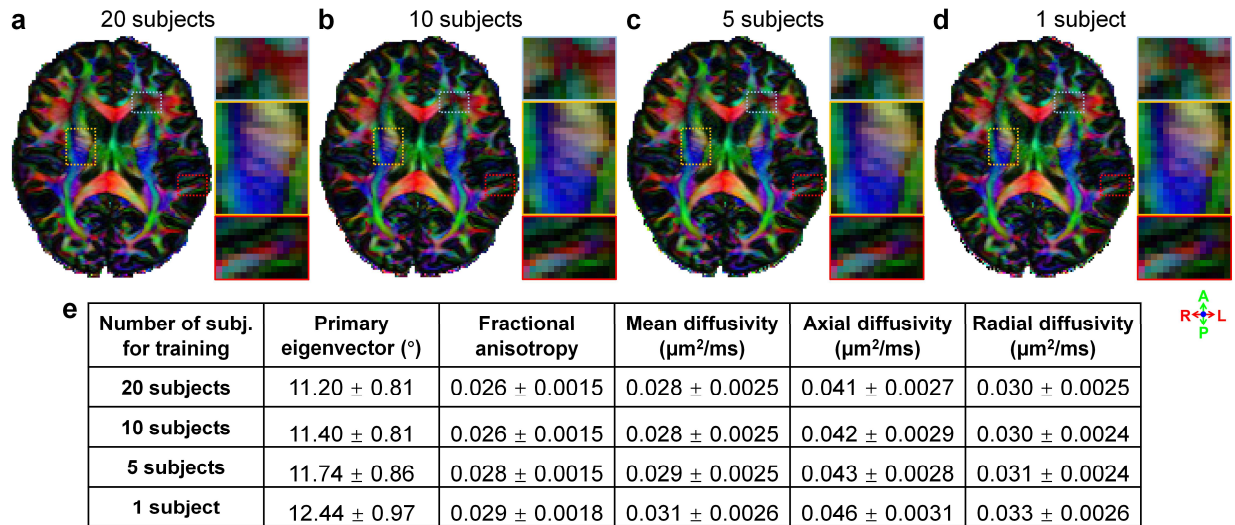 a 20 subjects b 10 subjects c 5 subjects d 1 subject
A
R L
P
e
Number of subj. for training Primary eigenvector (°) Fractional anisotropy Mean diffusivity (µm²/ms) Axial diffusivity (µm²/ms) Radial diffusivity (µm²/ms)
20 subjects 11.20 ± 0.81 0.026 ± 0.0015 0.028 ± 0.0025 0.041 ± 0.0027 0.030 ± 0.0025
10 subjects 11.40 ± 0.81 0.026 ± 0.0015 0.028 ± 0.0025 0.042 ± 0.0029 0.030 ± 0.0024
5 subjects 11.74 ± 0.86 0.028 ± 0.0015 0.029 ± 0.0025 0.043 ± 0.0028 0.031 ± 0.0024
1 subject 12.44 ± 0.97 0.029 ± 0.0018 0.031 ± 0.0026 0.046 ± 0.0031 0.033 ± 0.0026